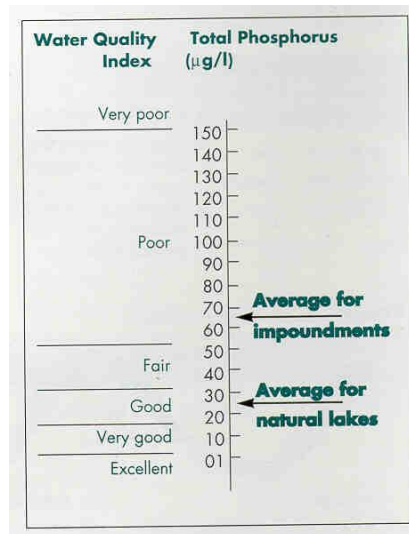 Water Quality Index
Total Phosphorus (µg/l)
Very poor
150
140
130
120
110
Poor
100
90
80
70
Average for impoundments
60
50
Fair
40
30
Average for natural lakes
Good
20
Very good
10
Excellent
01